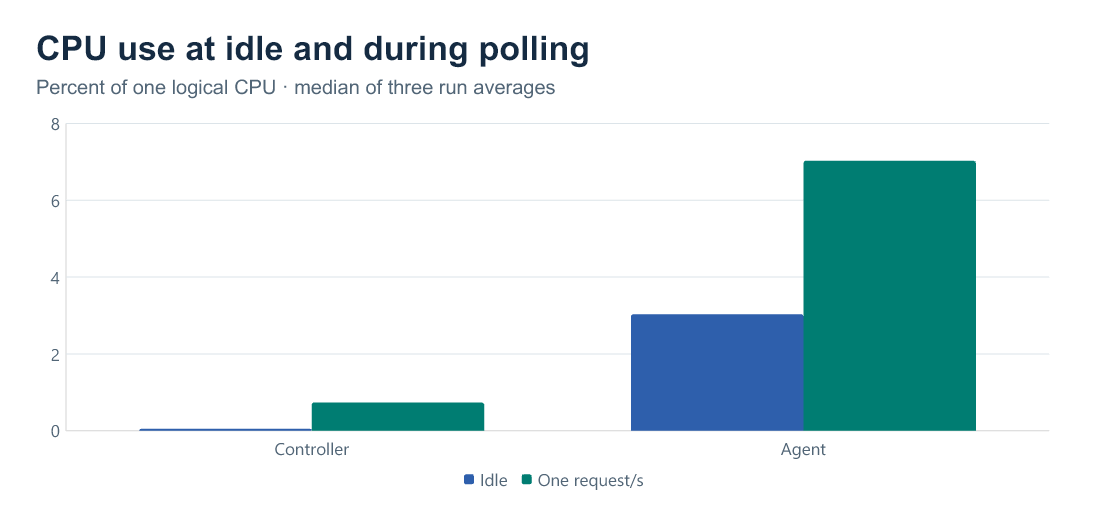 CPU use at idle and during polling
Percent of one logical CPU · median of three run averages
8
6
4
2
0
Controller Agent
Idle One request/s